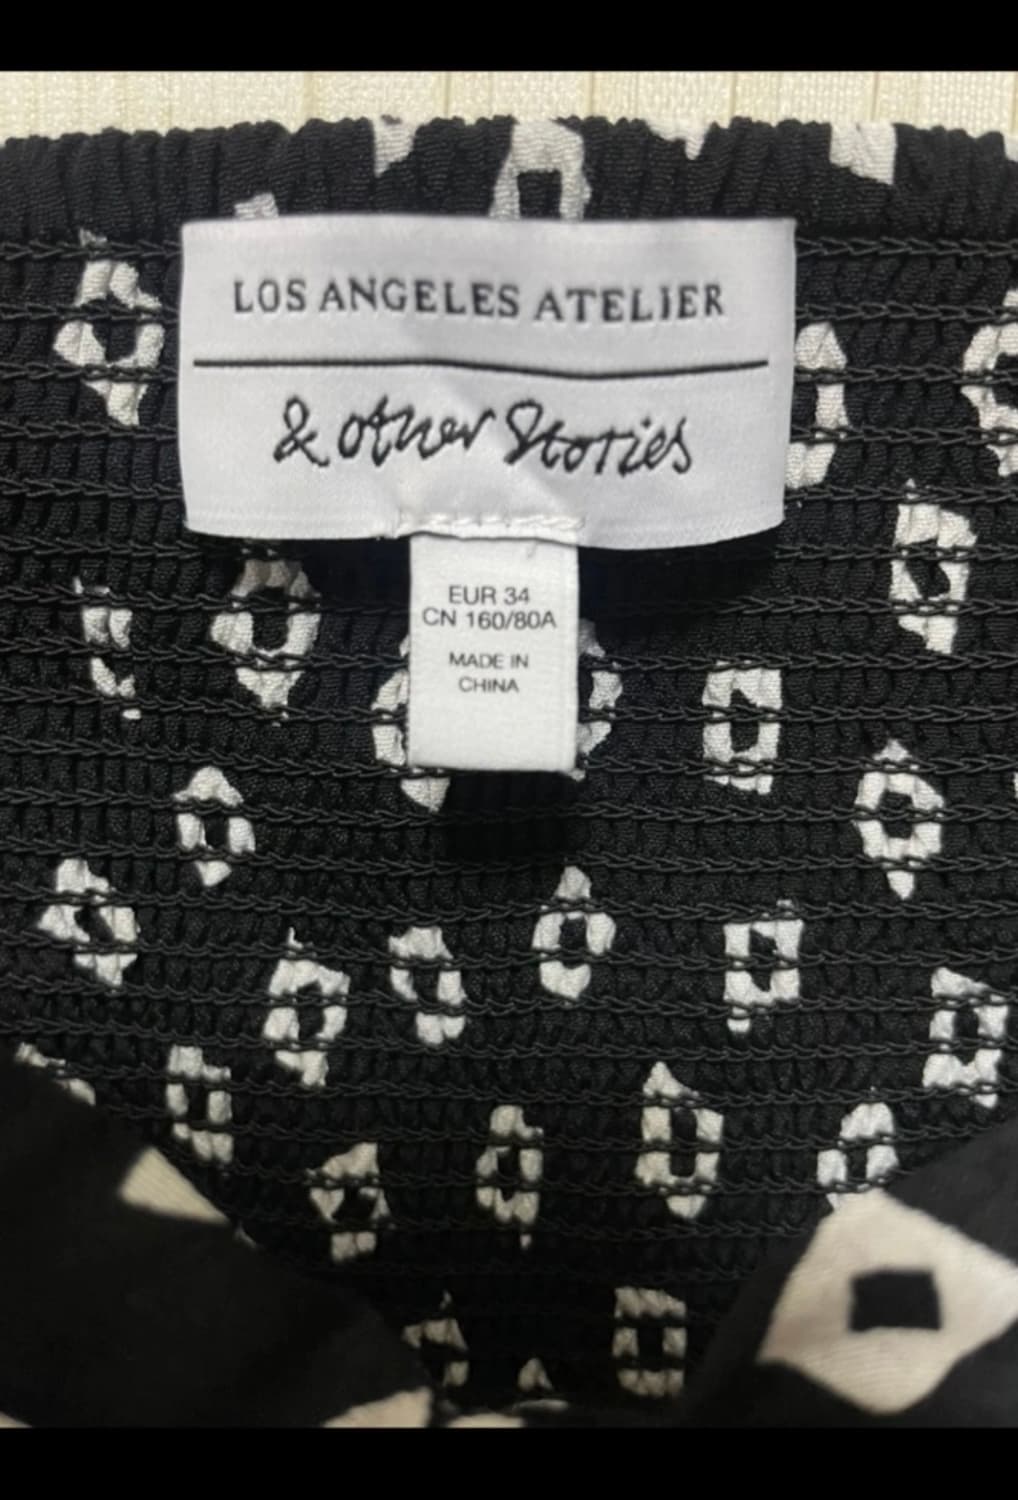 LOS ANGELES ATELIER
& other Stories
EUR 34
CN 160/80A
MADE IN
CHINA